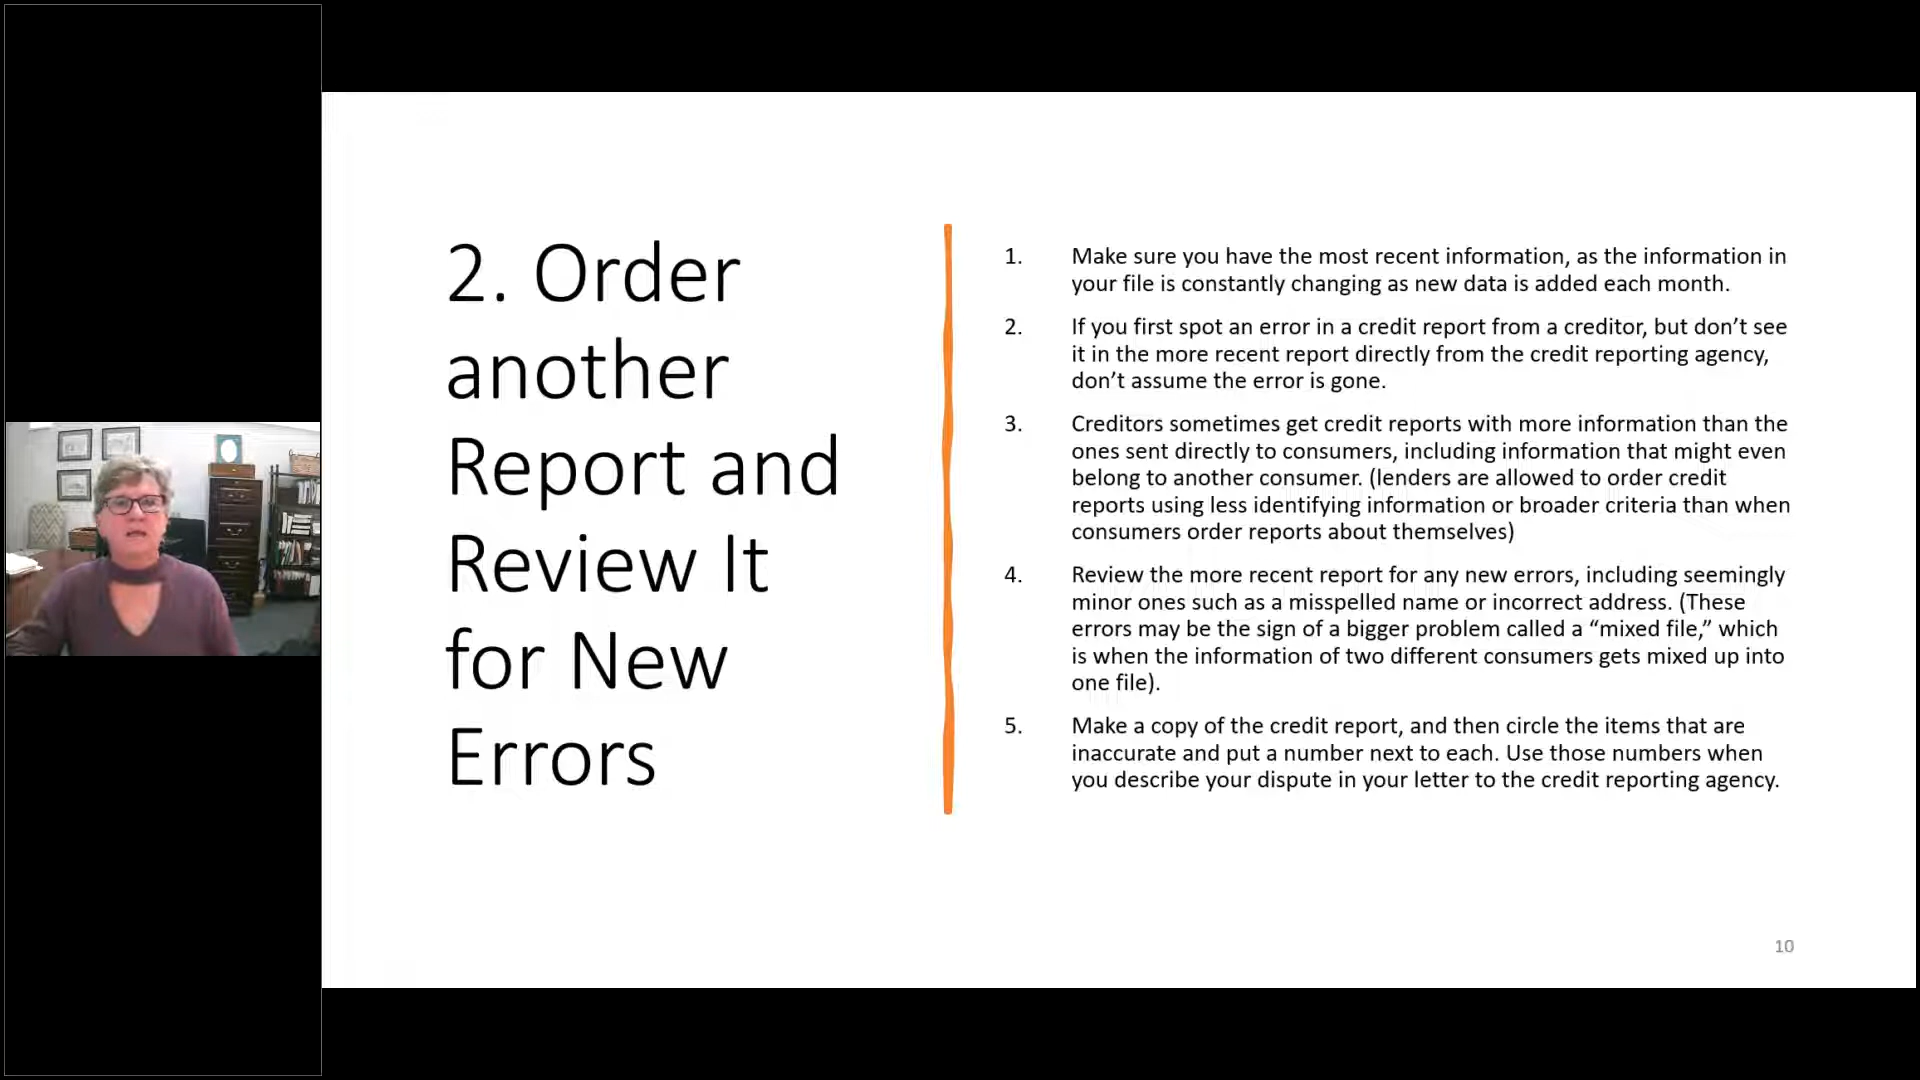 2. Order
another
Report and
Review It
for New
Errors
1. Make sure you have the most recent information, as the information in
your file is constantly changing as new data is added each month.
2. If you first spot an error in a credit report from a creditor, but don’t see
it in the more recent report directly from the credit reporting agency,
don’t assume the error is gone.
3. Creditors sometimes get credit reports with more information than the
ones sent directly to consumers, including information that might even
belong to another consumer. (lenders are allowed to order credit
reports using less identifying information or broader criteria than when
consumers order reports about themselves)
4. Review the more recent report for any new errors, including seemingly
minor ones such as a misspelled name or incorrect address. (These
errors may be the sign of a bigger problem called a “mixed file,” which
is when the information of two different consumers gets mixed up into
one file).
5. Make a copy of the credit report, and then circle the items that are
inaccurate and put a number next to each. Use those numbers when
you describe your dispute in your letter to the credit reporting agency.
10